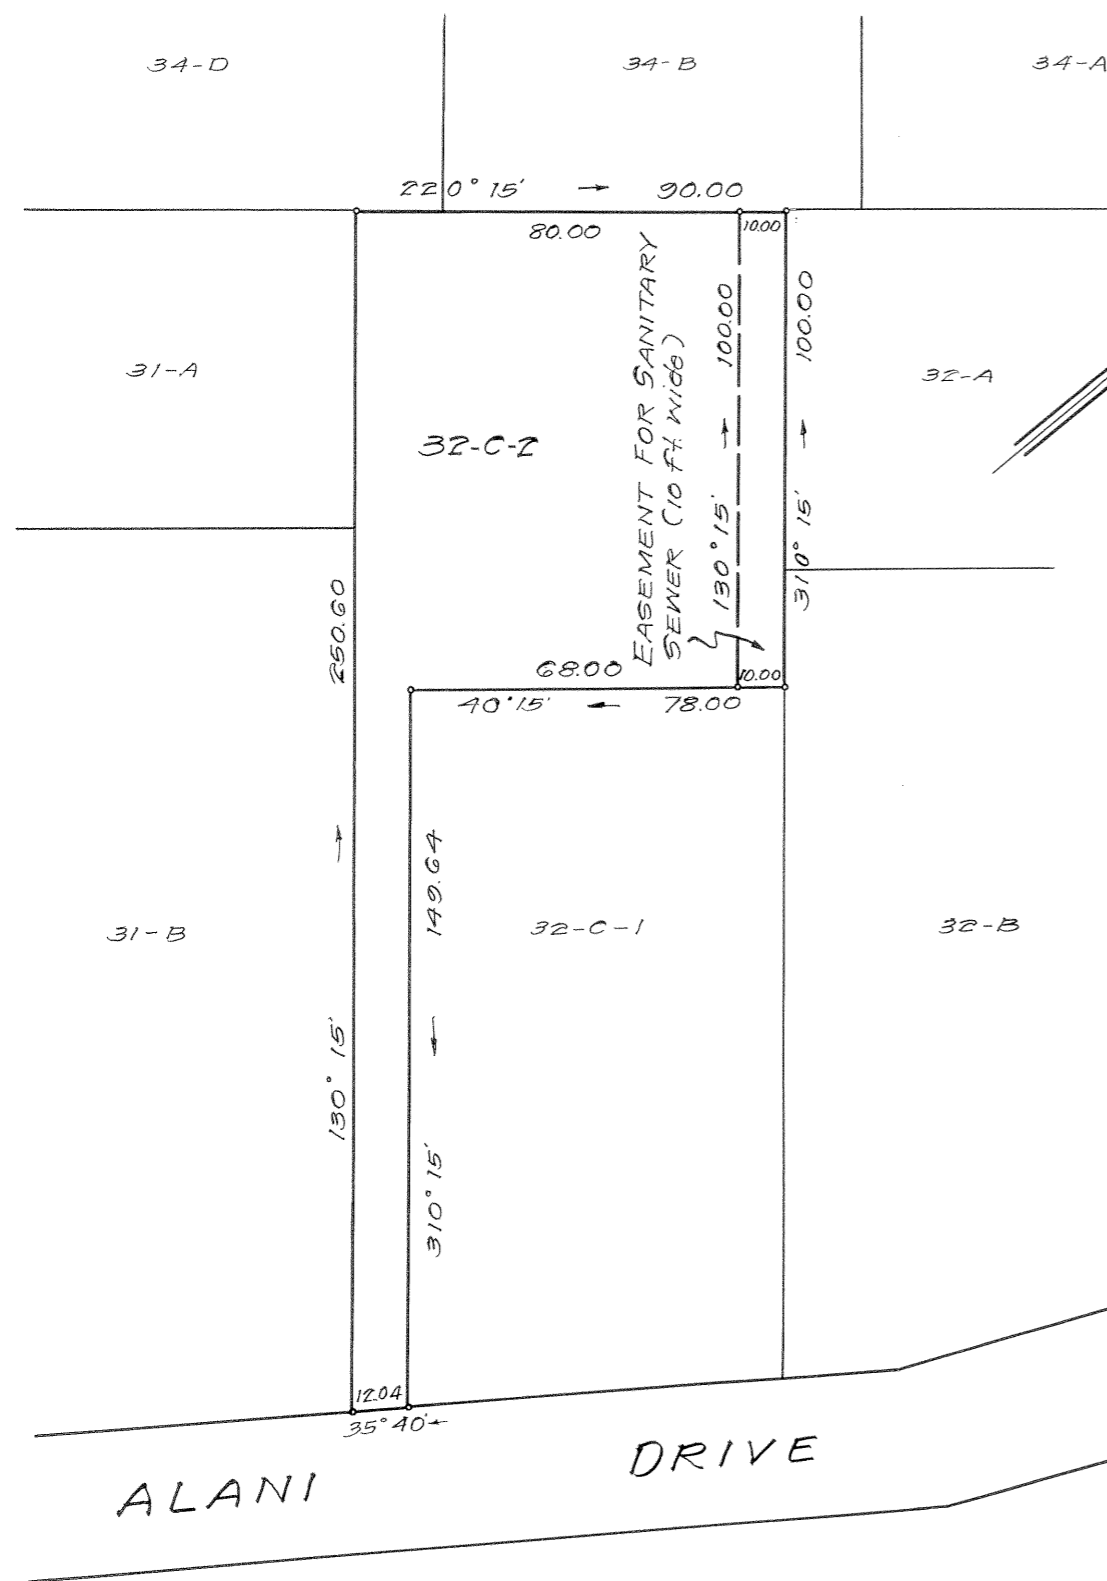 34-D
34-B
34-A
220° 15' → 90.00
80.00
10.00
EASEMENT FOR SANITARY
SEWER (10 ft. wide)
130° 15' → 100.00
310° 15' → 100.00
31-A
32-A
32-C-2
68.00
10.00
40° 15' ← 78.00
130° 15' → 250.60
149.64 ← 310° 15'
31-B
32-C-1
32-B
12.04
35° 40' ←
ALANI DRIVE